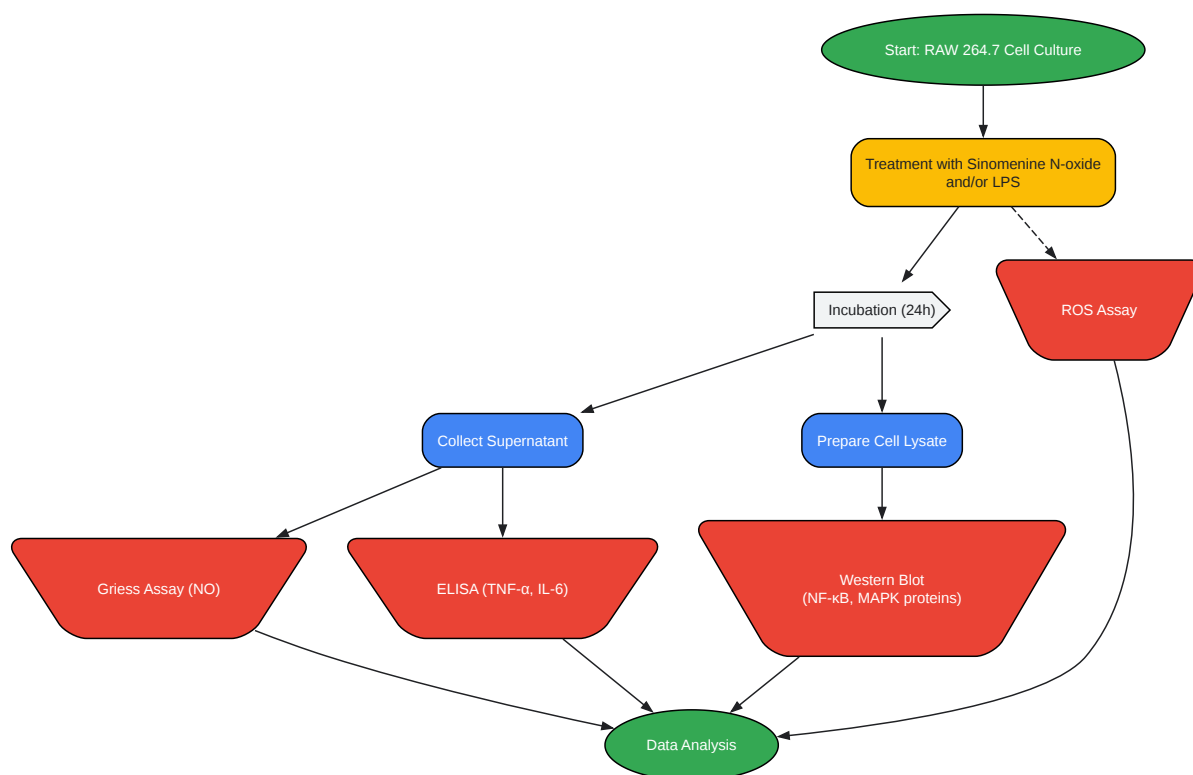 Start: RAW 264.7 Cell Culture
Treatment with Sinomenine N-oxide
and/or LPS
Incubation (24h)
ROS Assay
Collect Supernatant
Prepare Cell Lysate
Griess Assay (NO)
ELISA (TNF-α, IL-6)
Western Blot
(NF-κB, MAPK proteins)
Data Analysis